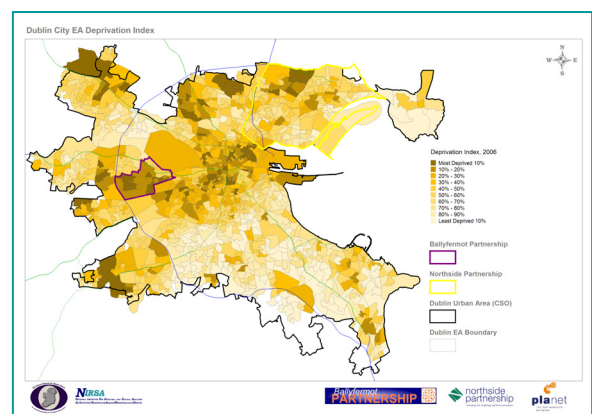 Dublin City EA Deprivation Index
N
W
E
S
Deprivation Index, 2006
Most Deprived 10%
10% - 20%
20% - 30%
30% - 40%
40% - 50%
50% - 60%
60% - 70%
70% - 80%
80% - 90%
Least Deprived 10%
Ballyfermot Partnership
Northside Partnership
Dublin Urban Area (CSO)
Dublin EA Boundary
NIRSA
Ballyfermot
PARTNERSHIP
northside
partnership
planet